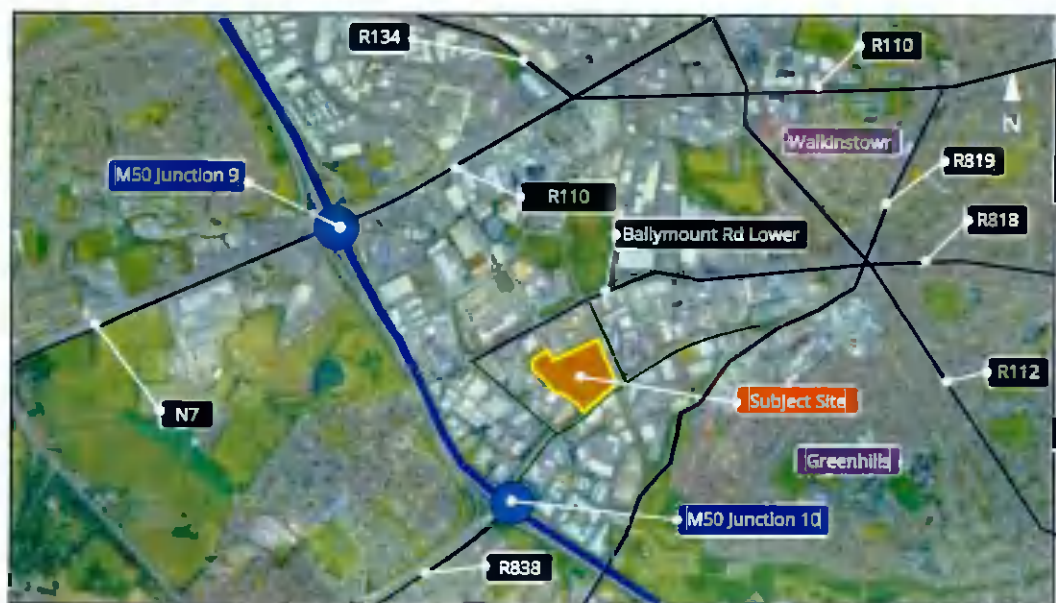 R134
R110
N
Walkinstown
M50 Junction 9
R110
R819
R818
Ballymount Rd Lower
N7
Subject Site
R112
Greenhills
M50 Junction 10
R838